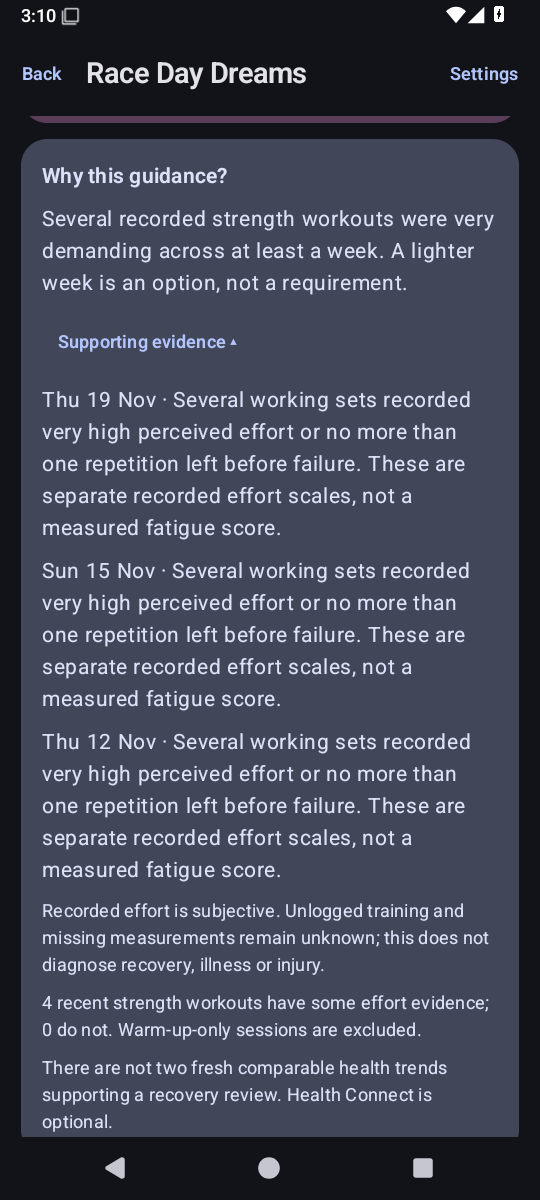 3:10
Back Race Day Dreams Settings
Why this guidance?
Several recorded strength workouts were very
demanding across at least a week. A lighter
week is an option, not a requirement.
Supporting evidence ▴
Thu 19 Nov · Several working sets recorded
very high perceived effort or no more than
one repetition left before failure. These are
separate recorded effort scales, not a
measured fatigue score.
Sun 15 Nov · Several working sets recorded
very high perceived effort or no more than
one repetition left before failure. These are
separate recorded effort scales, not a
measured fatigue score.
Thu 12 Nov · Several working sets recorded
very high perceived effort or no more than
one repetition left before failure. These are
separate recorded effort scales, not a
measured fatigue score.
Recorded effort is subjective. Unlogged training and
missing measurements remain unknown; this does not
diagnose recovery, illness or injury.
4 recent strength workouts have some effort evidence;
0 do not. Warm-up-only sessions are excluded.
There are not two fresh comparable health trends
supporting a recovery review. Health Connect is
optional.